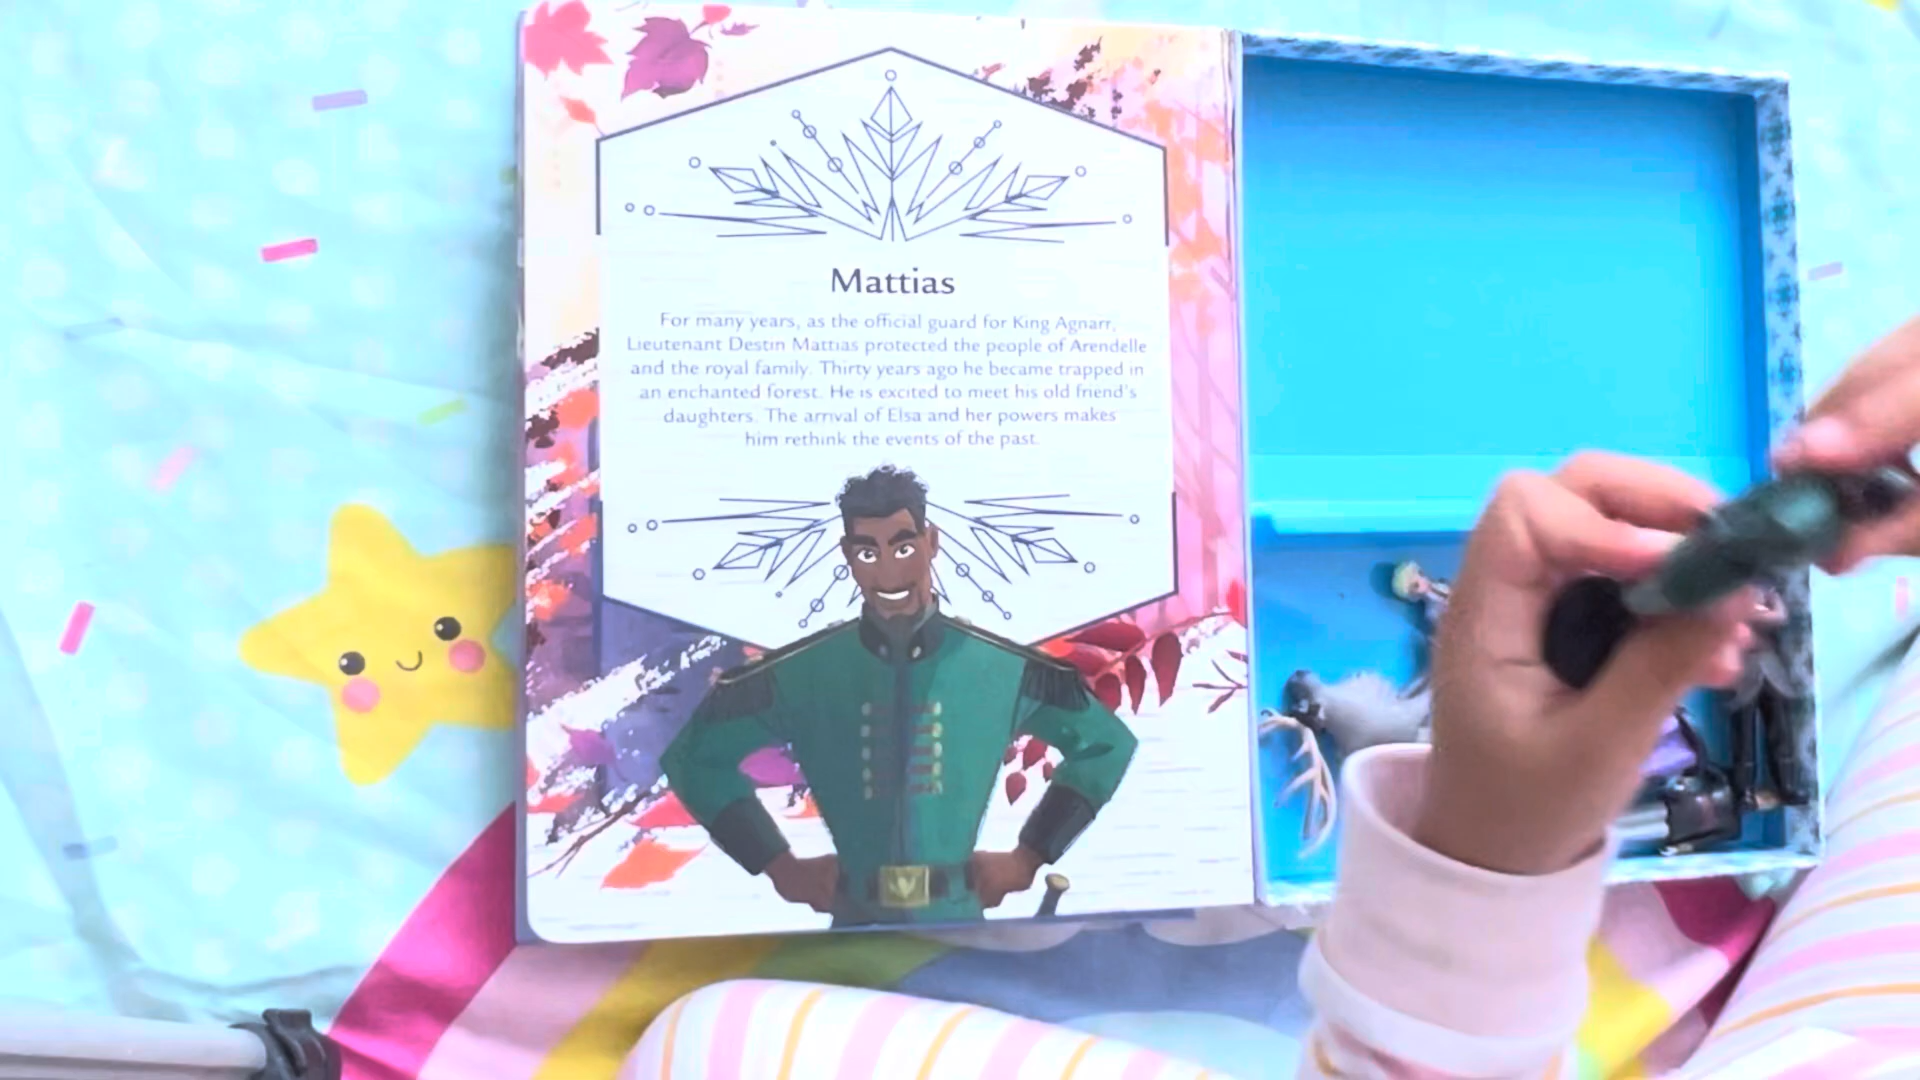 Mattias
For many years, as the official guard for King Agnarr,
Lieutenant Destin Mattias protected the people of Arendelle
and the royal family. Thirty years ago he became trapped in
an enchanted forest. He is excited to meet his old friend's
daughters. The arrival of Elsa and her powers makes
him rethink the events of the past.